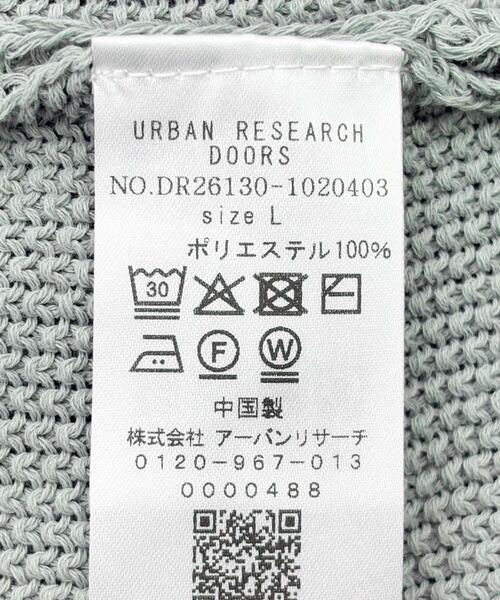 URBAN RESEARCH
DOORS
NO.DR26130-1020403
size L
ポリエステル100%
30
F W
中国製
株式会社 アーバンリサーチ
0120-967-013
0000488